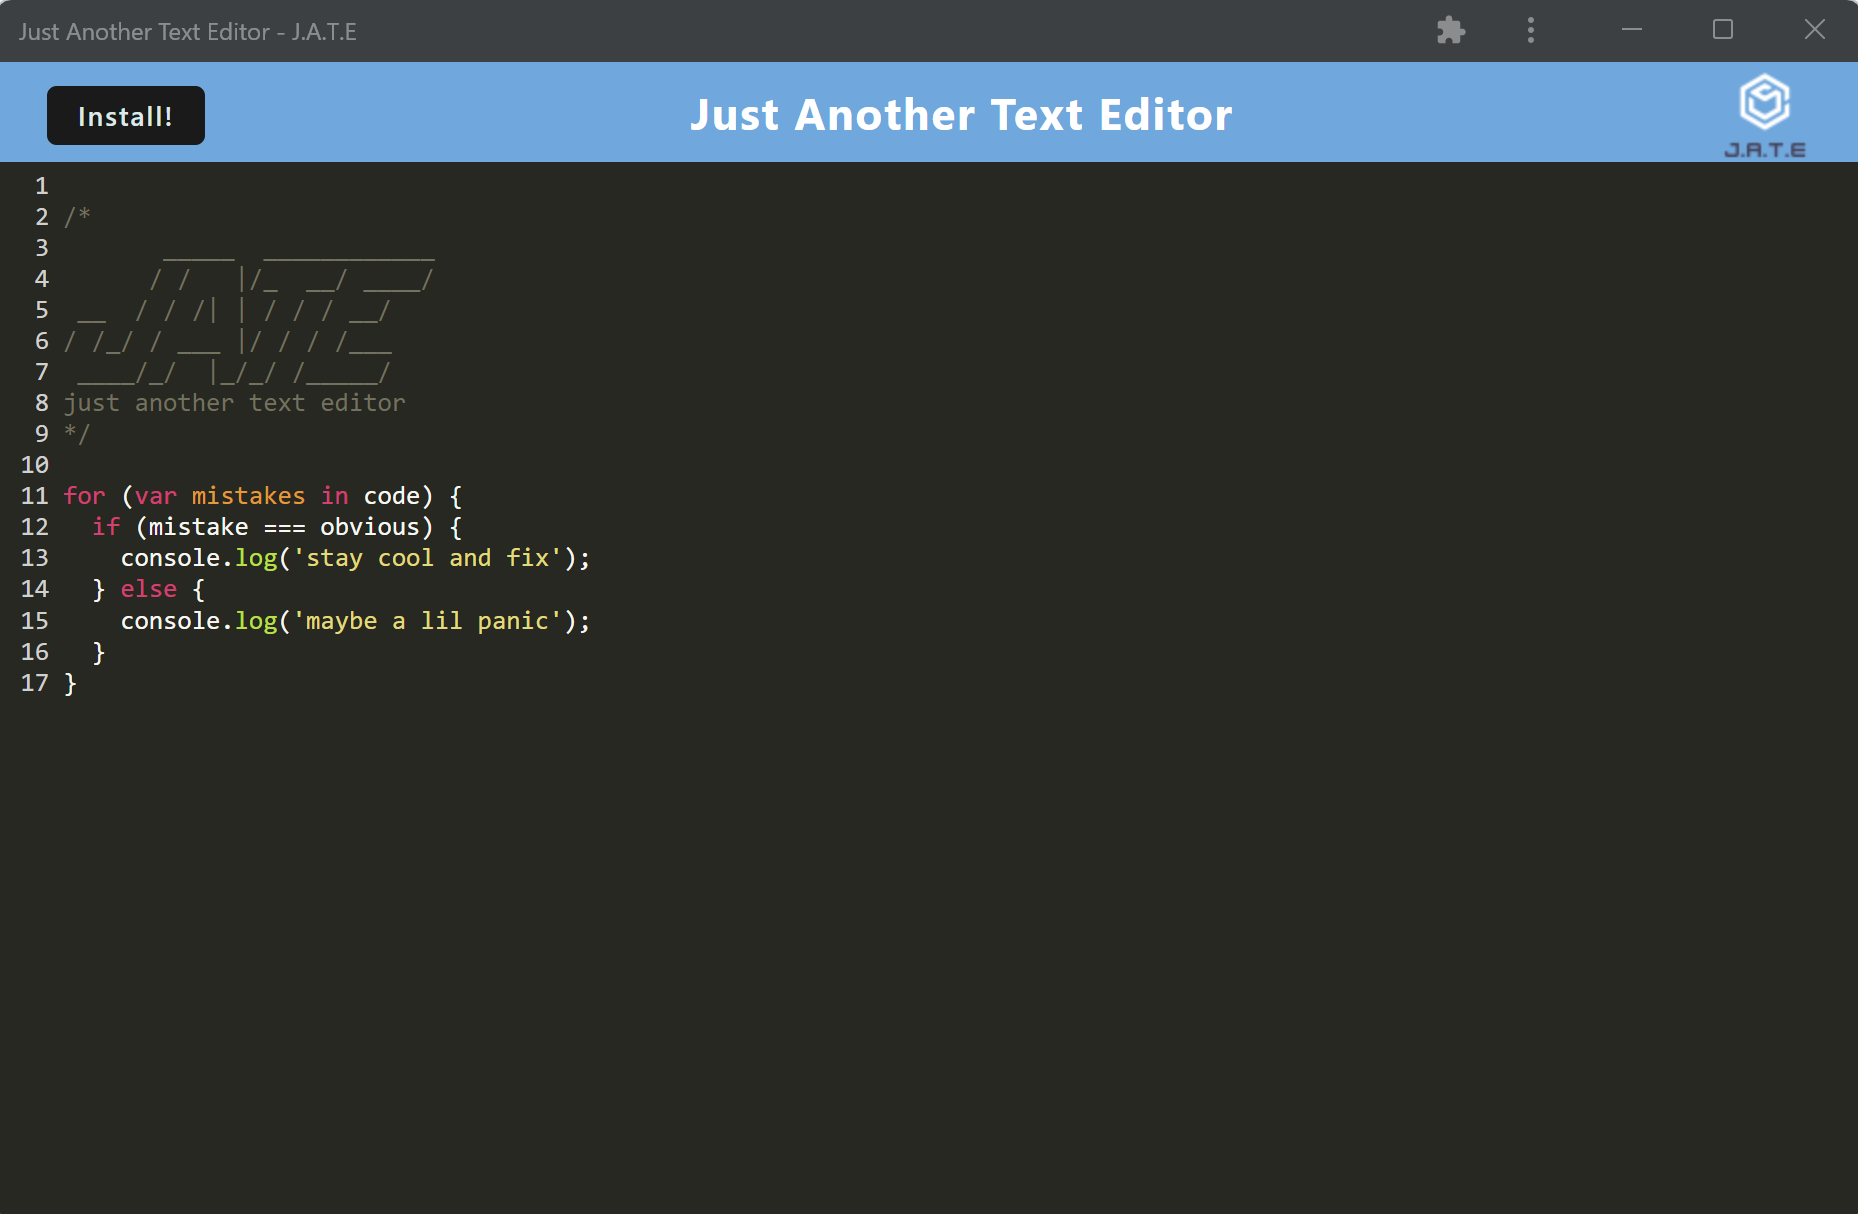 Just Another Text Editor - J.A.T.E
Install!
Just Another Text Editor
J.A.T.E
1
2 /*
3        _____  ____________
4       / /   |/_  __/ ____/
5  __  / / /| | / / / __/
6 / /_/ / ___ |/ / / /___
7  ____/_/  |_/_/ /_____/
8 just another text editor
9 */
10
11 for (var mistakes in code) {
12   if (mistake === obvious) {
13     console.log('stay cool and fix');
14   } else {
15     console.log('maybe a lil panic');
16   }
17 }